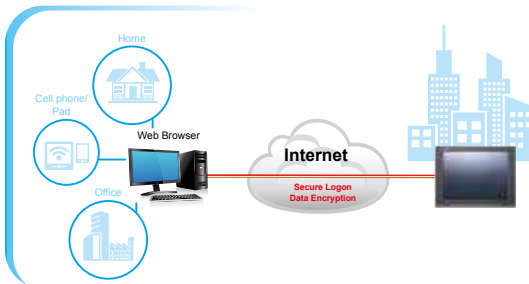 Home
Cell phone/
Pad
Web Browser
Internet
Secure Logon
Data Encryption
Office